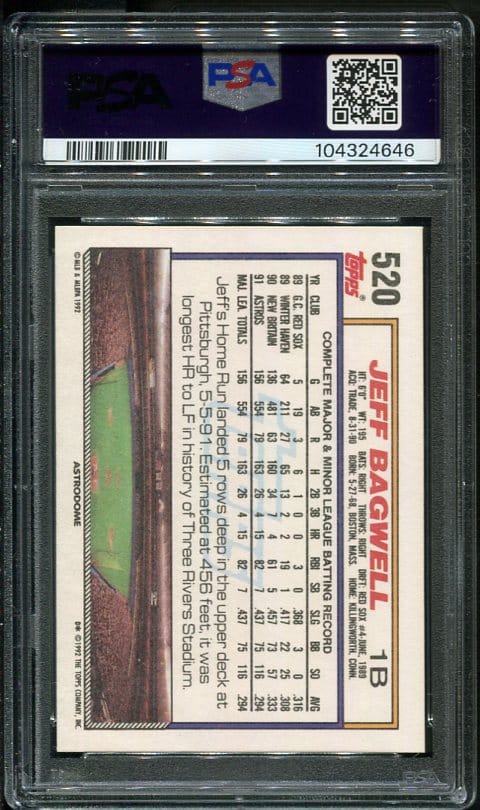 PSA
PSA
104324646
520
TOPPS®
JEFF BAGWELL 1B
HT: 6'0" WT: 195 BATS: RIGHT THROWS: RIGHT DRFT: RED SOX #4-JUNE, 1989
ACQ: TRADE, 8-31-90 BORN: 5-27-68, BOSTON, MASS. HOME: KILLINGWORTH, CONN.
COMPLETE MAJOR & MINOR LEAGUE BATTING RECORD
YR CLUB G AB R H 2B 3B HR RBI SB SLG BB SO AVG
89 G.C. RED SOX 5 19 3 6 1 0 0 3 0 .368 3 0 .316
89 WINTER HAVEN 64 211 27 65 13 2 2 19 1 .417 22 25 .308
90 NEW BRITAIN 136 481 63 160 34 7 4 61 5 .457 73 57 .333
91 ASTROS 156 554 79 163 26 4 15 82 7 .437 75 116 .294
MAJ. LEA. TOTALS 156 554 79 163 26 4 15 82 7 .437 75 116 .294
Jeff's Home Run landed 5 rows deep in the upper deck at
Pittsburgh, 5-5-91. Estimated at 456 feet, it was
longest HR to LF in history of Three Rivers Stadium.
©MLB & MLBPA 1992
ASTRODOME
D* © 1992 THE TOPPS COMPANY, INC.
PSA